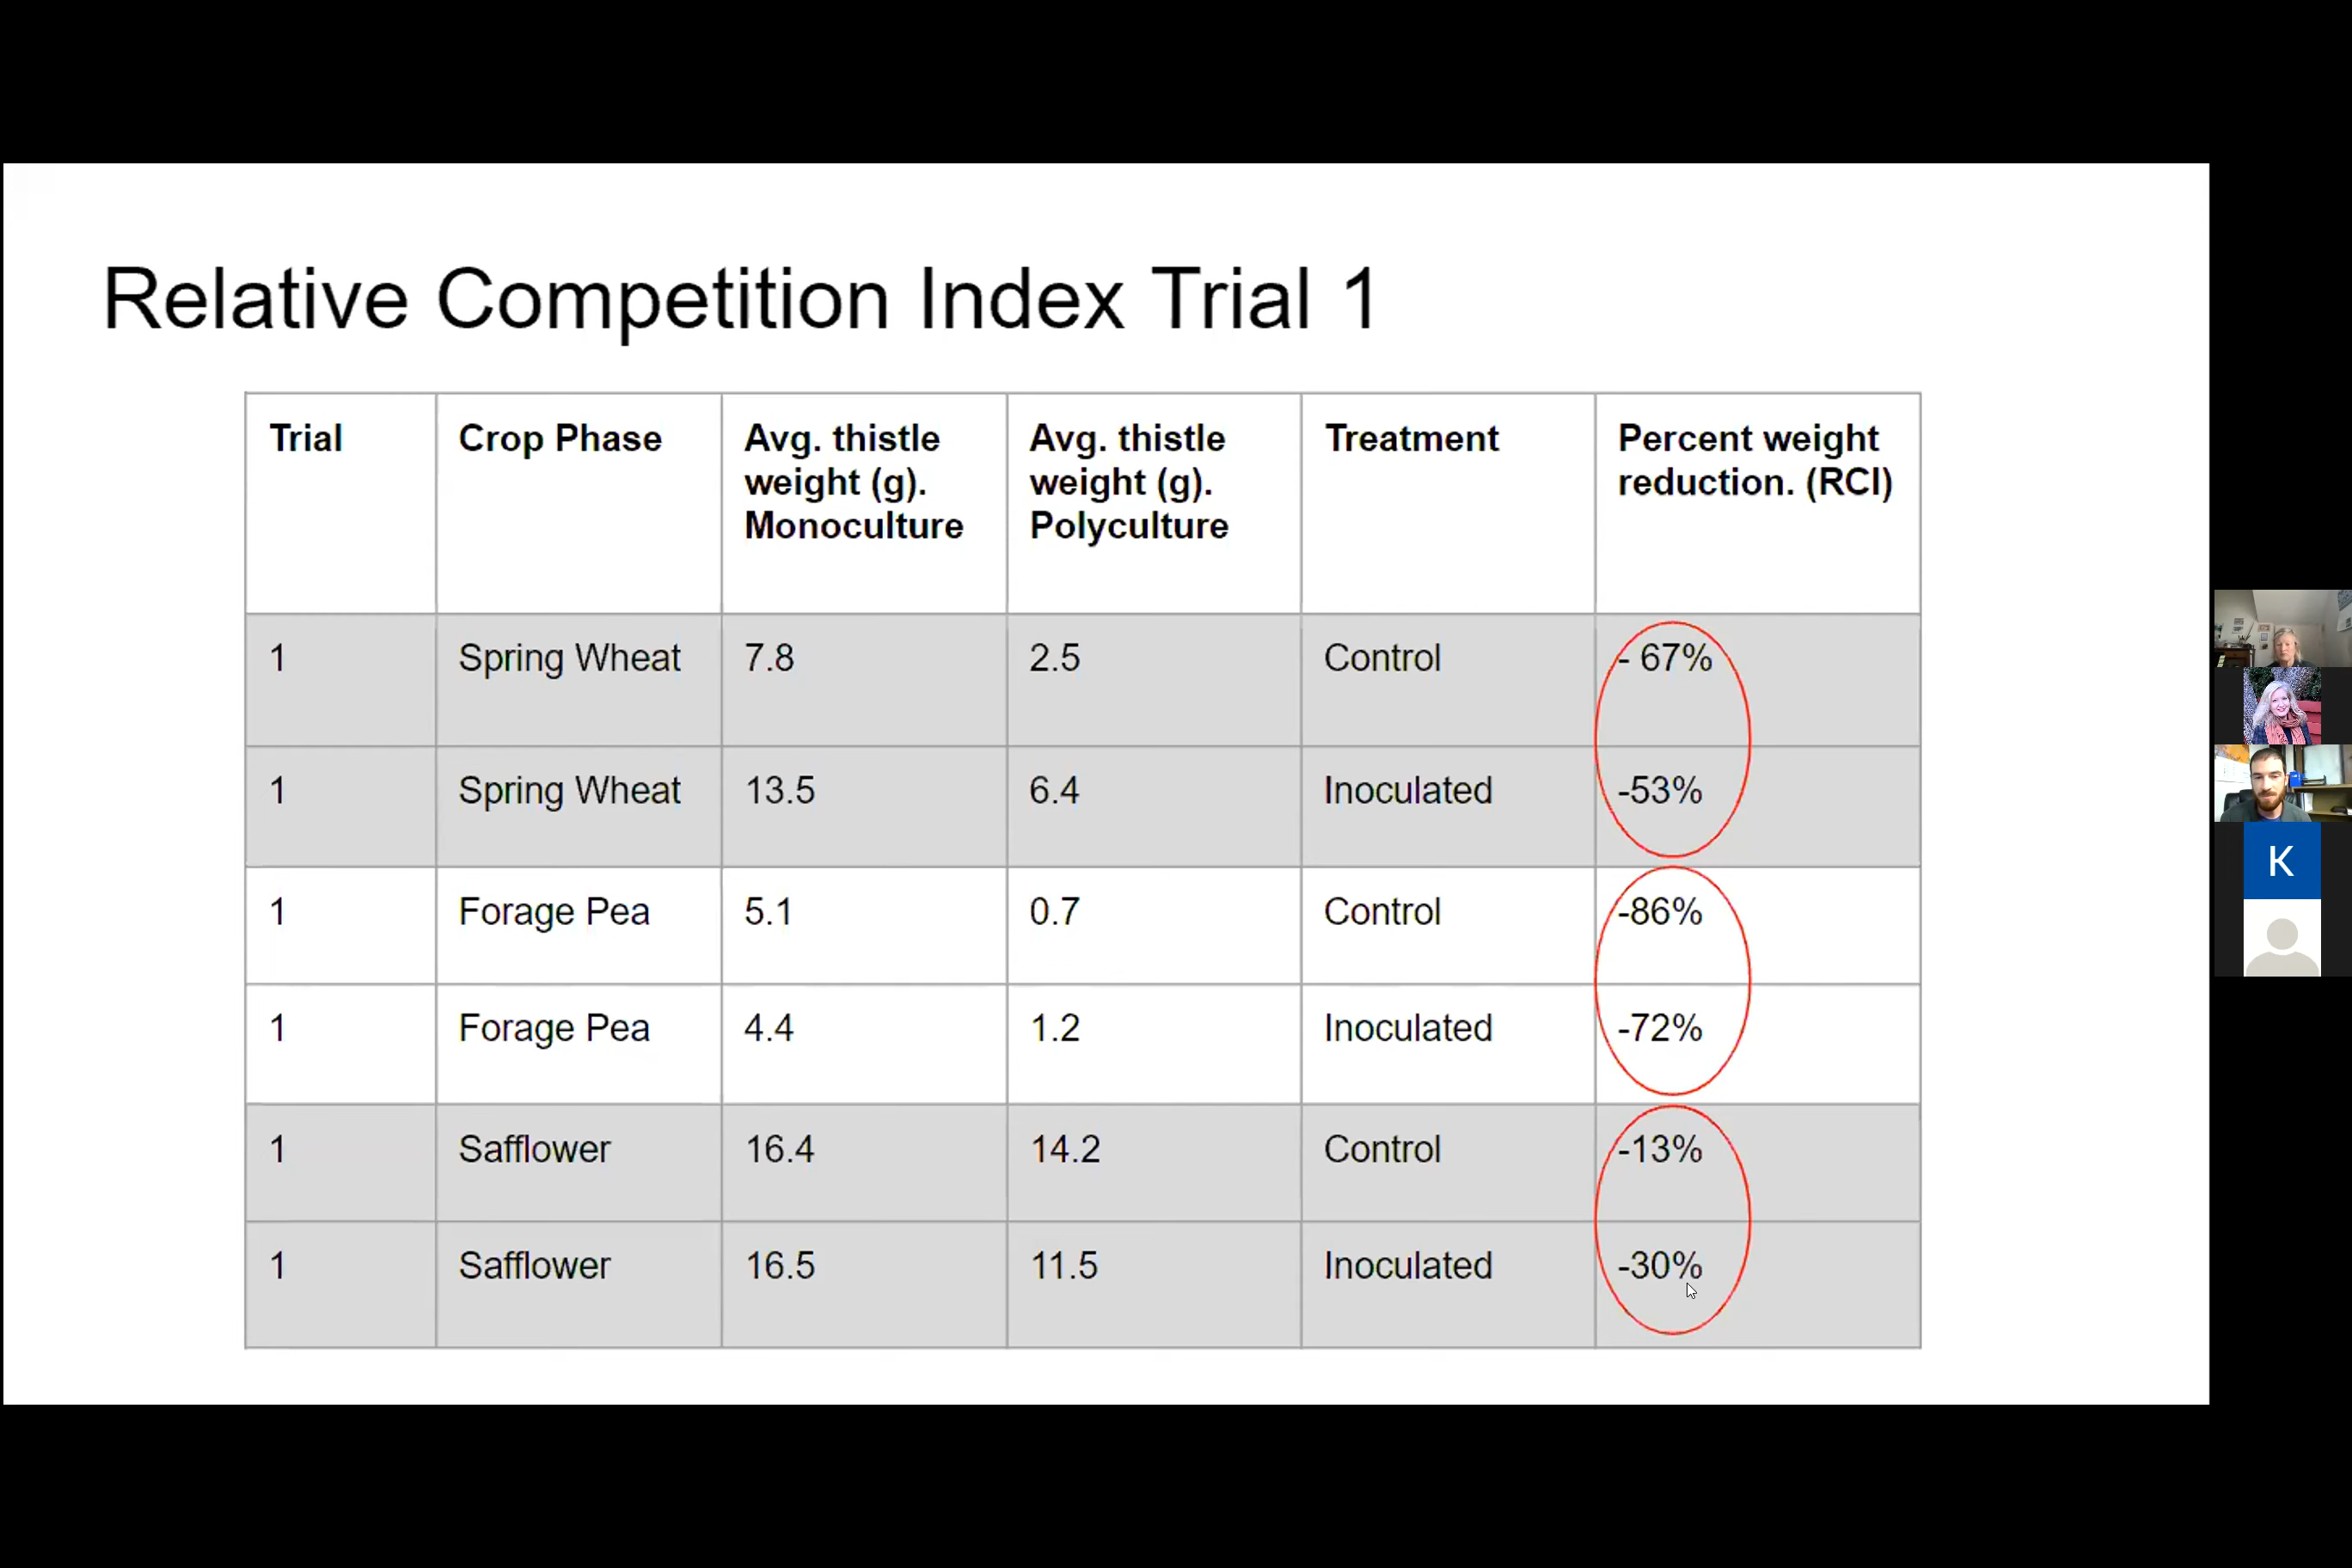 Relative Competition Index Trial 1
Trial Crop Phase Avg. thistle weight (g). Monoculture Avg. thistle weight (g). Polyculture Treatment Percent weight reduction. (RCI)
1 Spring Wheat 7.8 2.5 Control - 67%
1 Spring Wheat 13.5 6.4 Inoculated -53%
1 Forage Pea 5.1 0.7 Control -86%
1 Forage Pea 4.4 1.2 Inoculated -72%
1 Safflower 16.4 14.2 Control -13%
1 Safflower 16.5 11.5 Inoculated -30%
K